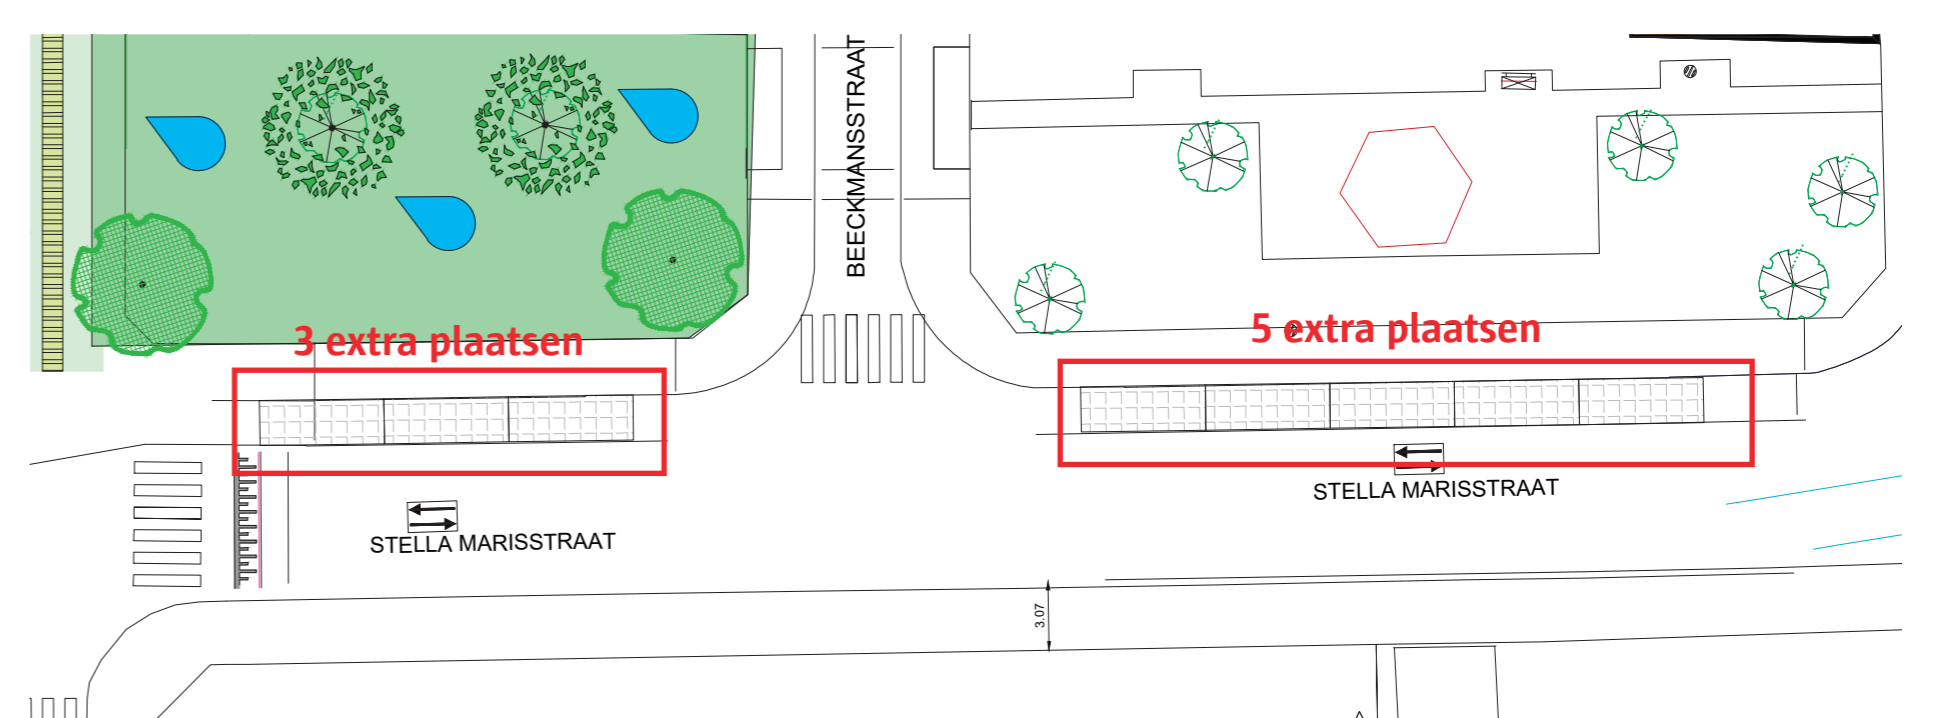 BEECKMANSSTRAAT
3 extra plaatsen
5 extra plaatsen
STELLA MARISSTRAAT
STELLA MARISSTRAAT
3.07